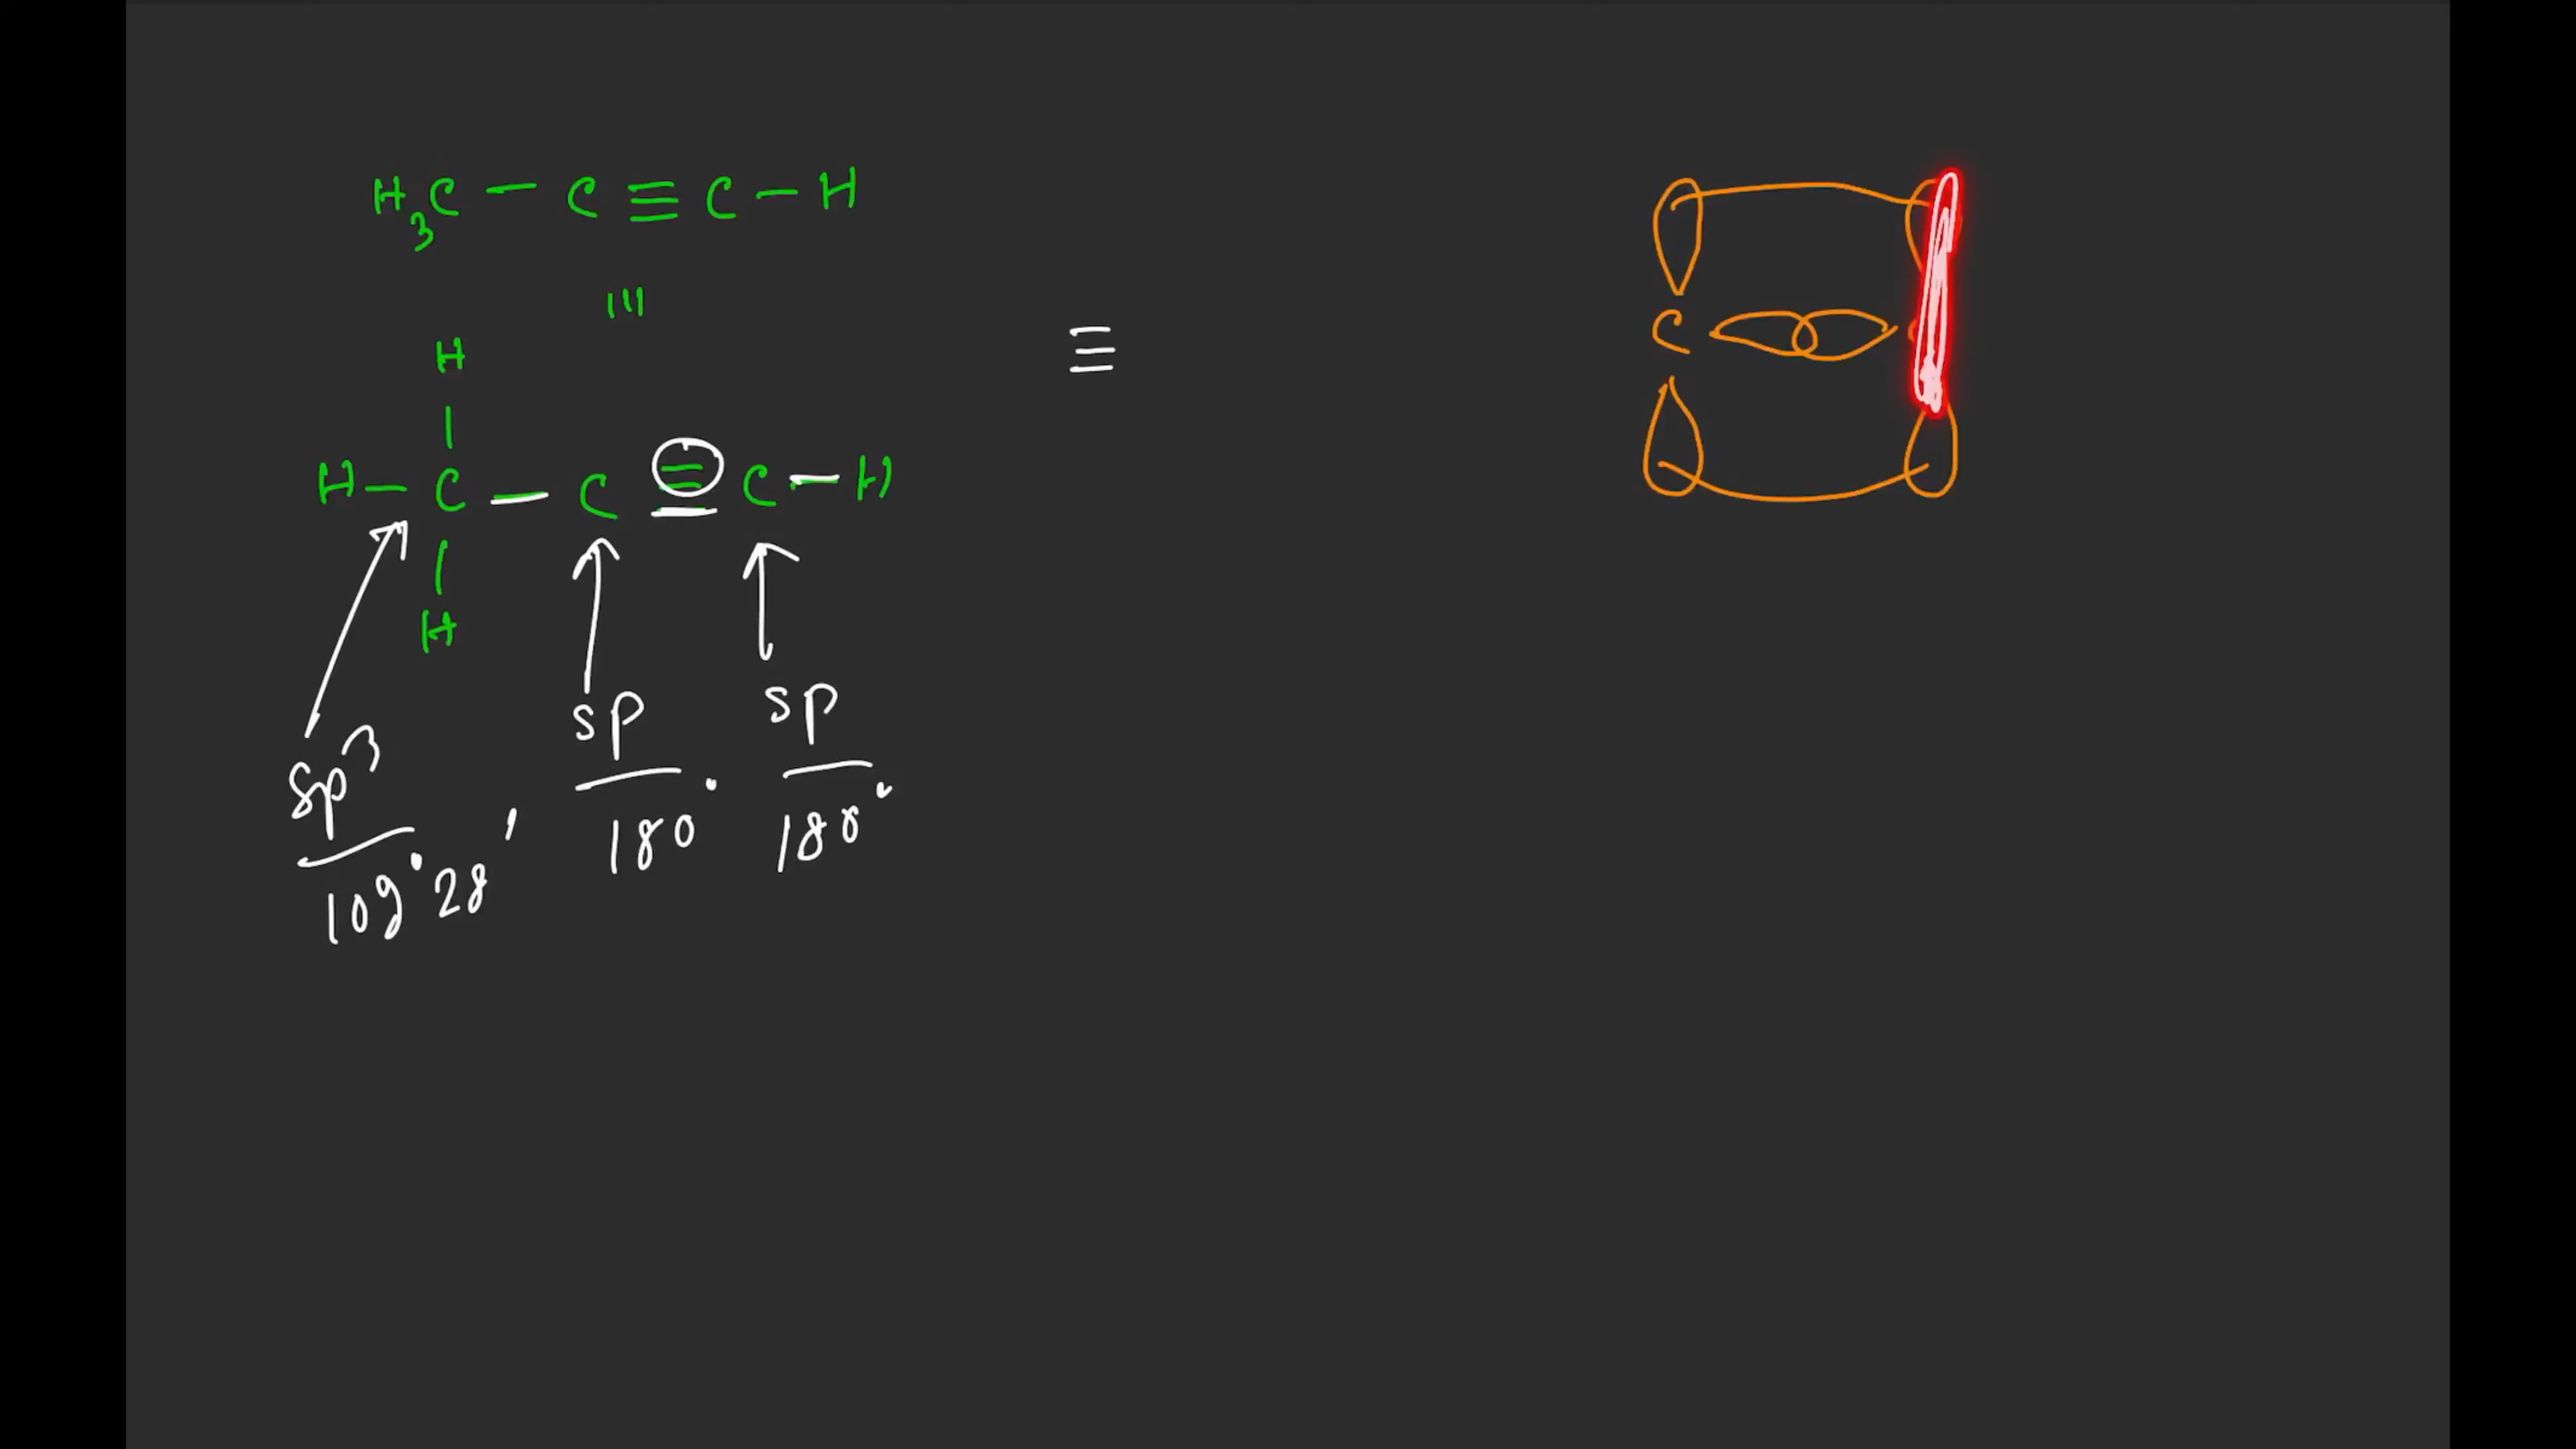 H₃C — C ≡ C — H
≡
H
|
H — C — C ≡ C — H
|
H
sp³ sp sp
109°28' 180° 180°
≡
C C